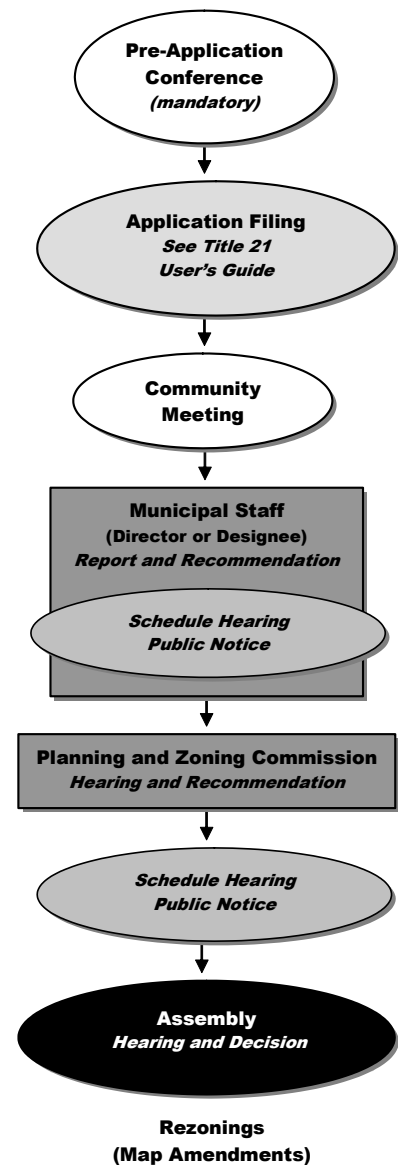 Pre-Application
Conference
(mandatory)
Application Filing
See Title 21
User's Guide
Community
Meeting
Municipal Staff
(Director or Designee)
Report and Recommendation
Schedule Hearing
Public Notice
Planning and Zoning Commission
Hearing and Recommendation
Schedule Hearing
Public Notice
Assembly
Hearing and Decision
Rezonings
(Map Amendments)